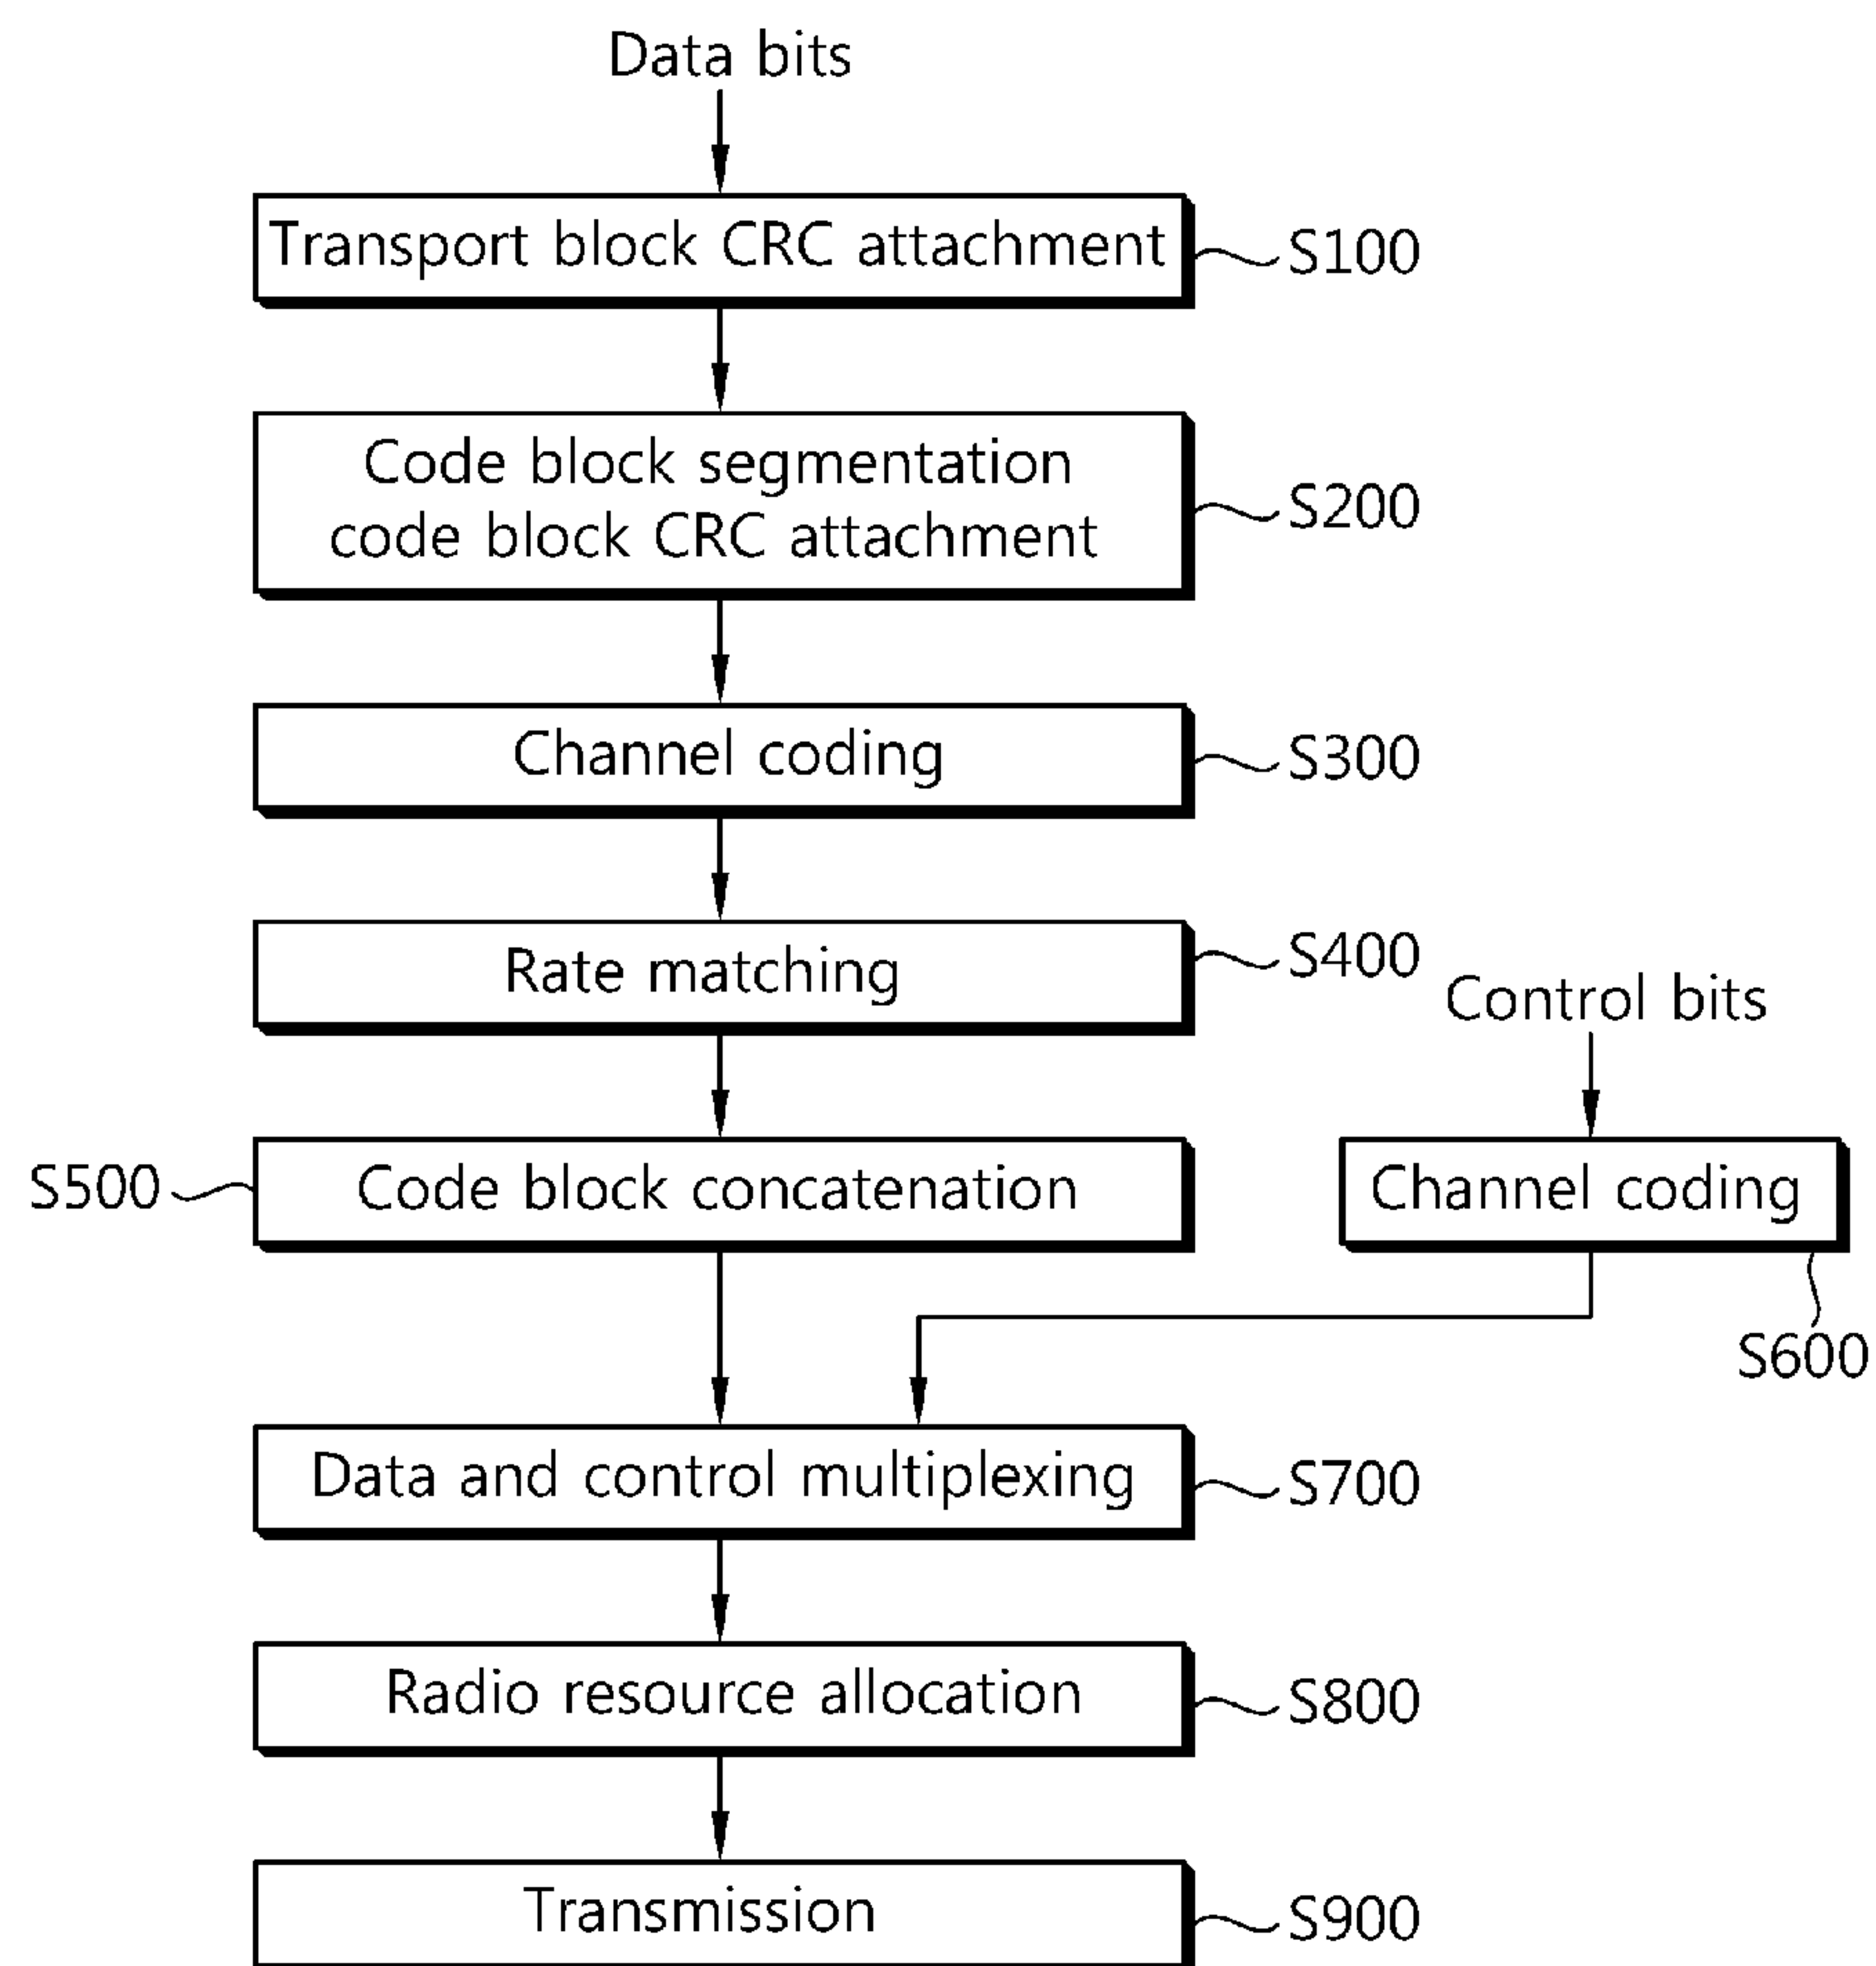 Data bits
Transport block CRC attachment
S100
Code block segmentation
code block CRC attachment
S200
Channel coding
S300
Rate matching
S400
Control bits
S500
Code block concatenation
Channel coding
S600
Data and control multiplexing
S700
Radio resource allocation
S800
Transmission
S900